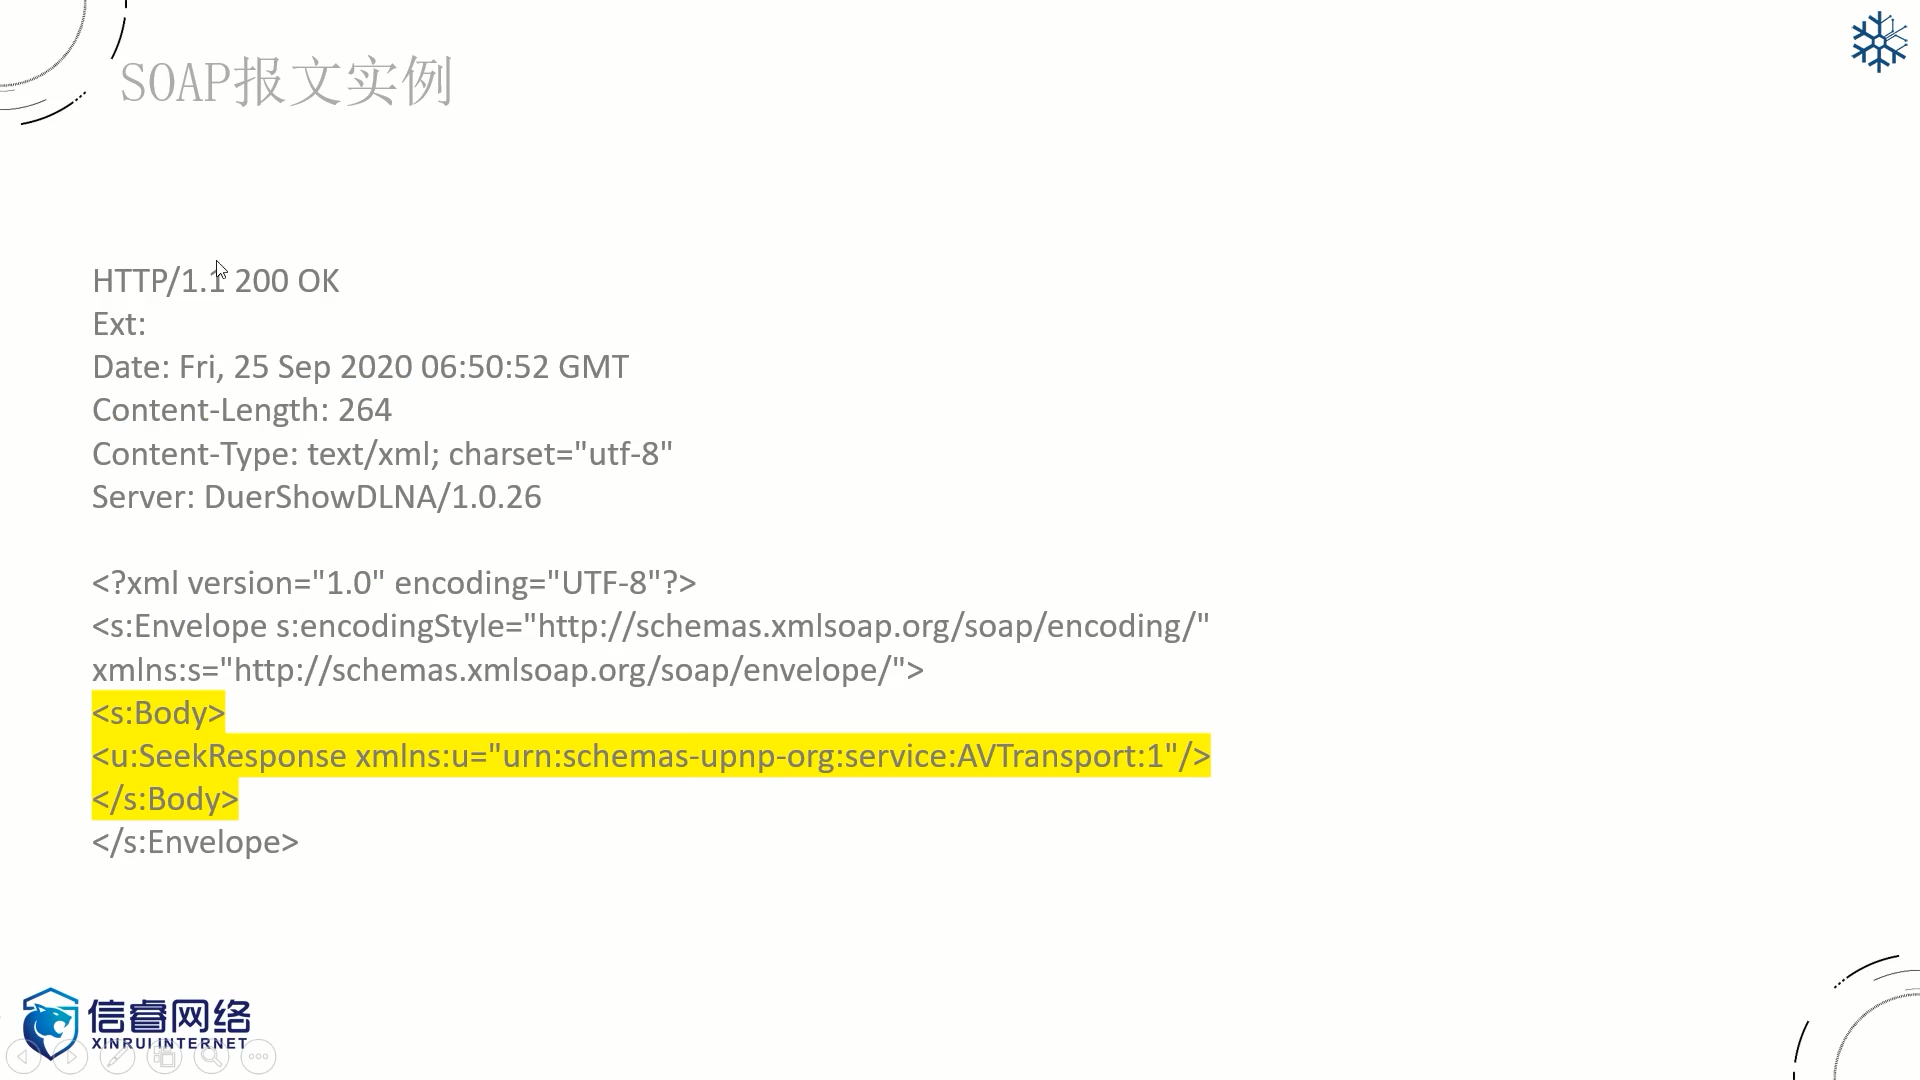 SOAP报文实例
HTTP/1.1 200 OK
Ext:
Date: Fri, 25 Sep 2020 06:50:52 GMT
Content-Length: 264
Content-Type: text/xml; charset="utf-8"
Server: DuerShowDLNA/1.0.26
<?xml version="1.0" encoding="UTF-8"?>
<s:Envelope s:encodingStyle="http://schemas.xmlsoap.org/soap/encoding/"
xmlns:s="http://schemas.xmlsoap.org/soap/envelope/">
<s:Body>
<u:SeekResponse xmlns:u="urn:schemas-upnp-org:service:AVTransport:1"/>
</s:Body>
</s:Envelope>
信睿网络
XINRUI INTERNET